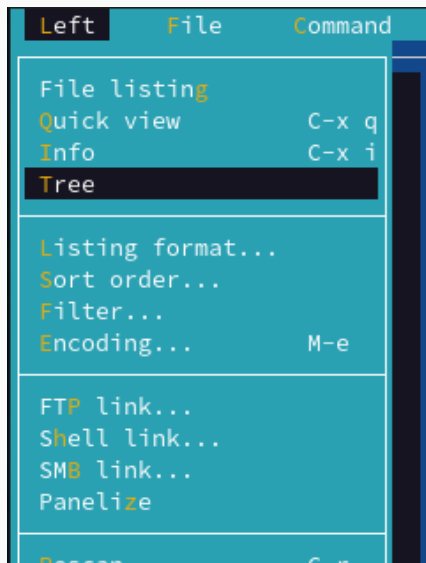 Left File Command
File listing
Quick view C-x q
Info C-x i
Tree
Listing format...
Sort order...
Filter...
Encoding... M-e
FTP link...
Shell link...
SMB link...
Panelize